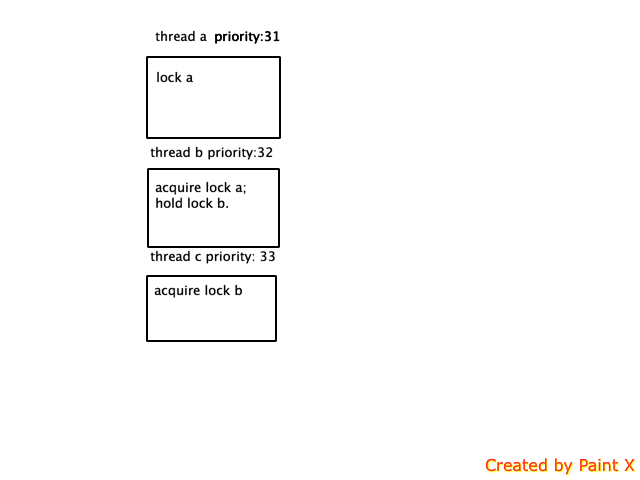 thread a  priority:31
lock a
thread b priority:32
acquire lock a;
hold lock b.
thread c priority: 33
acquire lock b
Created by Paint X